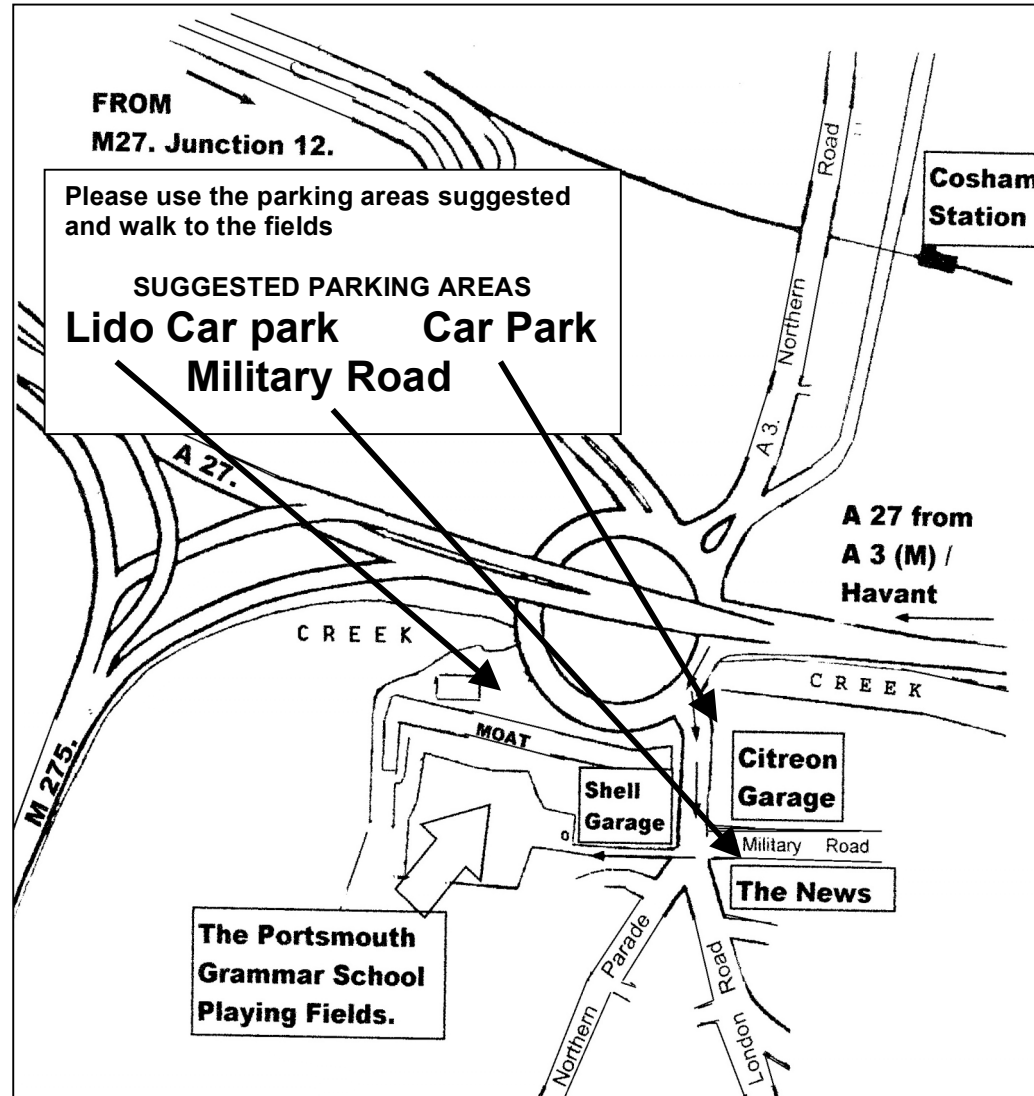 FROM
M27. Junction 12.
Please use the parking areas suggested
and walk to the fields
SUGGESTED PARKING AREAS
Lido Car park Car Park
Military Road
Northern Road
A 3.
Cosham
Station
A 27.
A 27 from
A 3 (M) /
Havant
CREEK
CREEK
M 275.
MOAT
Shell
Garage
Citreon
Garage
Military Road
The News
The Portsmouth
Grammar School
Playing Fields.
Northern Parade
London Road